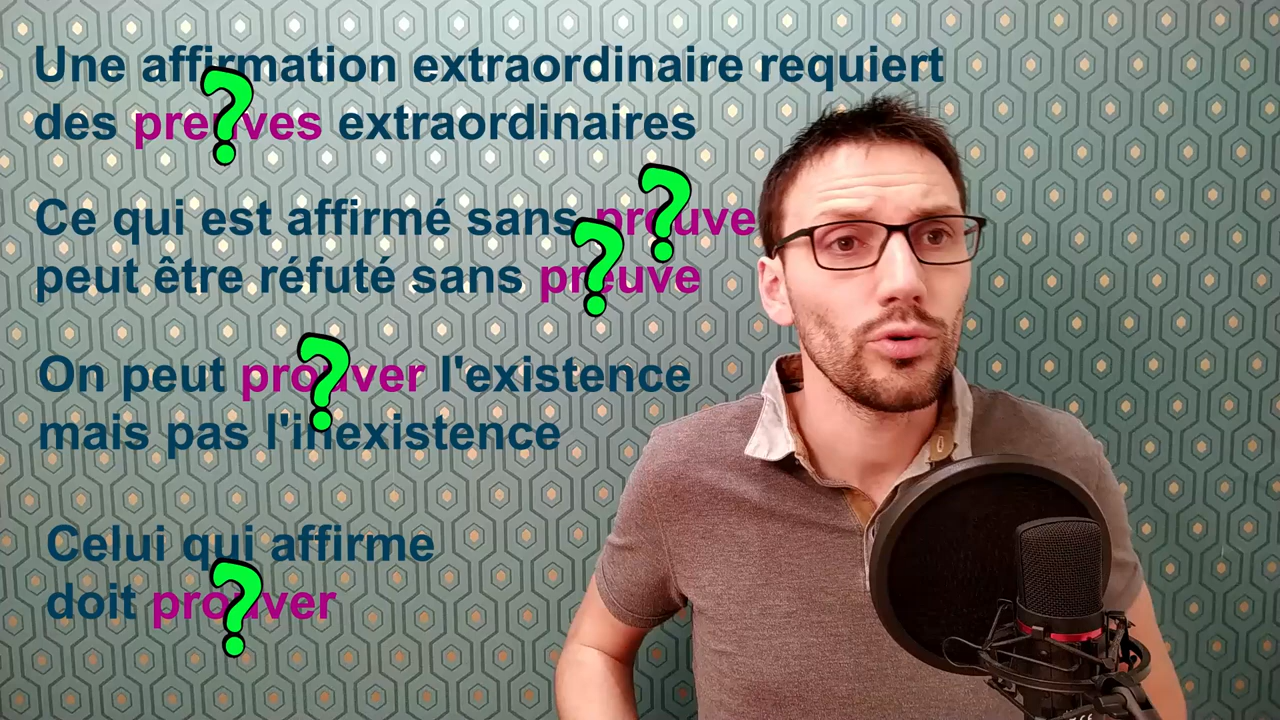 Une affirmation extraordinaire requiert
des preuves extraordinaires
Ce qui est affirmé sans preuve
peut être réfuté sans preuve
On peut prouver l'existence
mais pas l'inexistence
Celui qui affirme
doit prouver